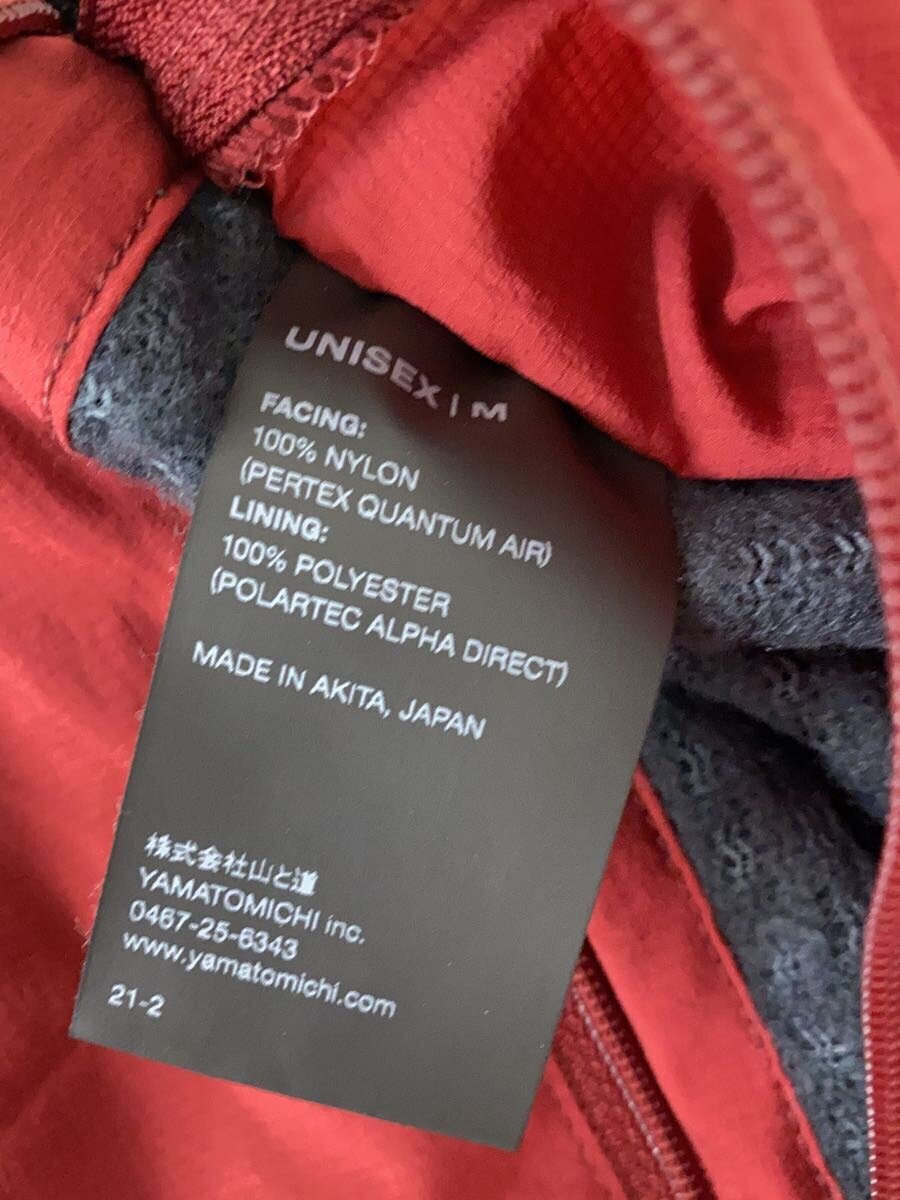 UNISEX | M
FACING:
100% NYLON
(PERTEX QUANTUM AIR)
LINING:
100% POLYESTER
(POLARTEC ALPHA DIRECT)
MADE IN AKITA, JAPAN
株式会社山と道
YAMATOMICHI inc.
0467-25-6343
www.yamatomichi.com
21-2